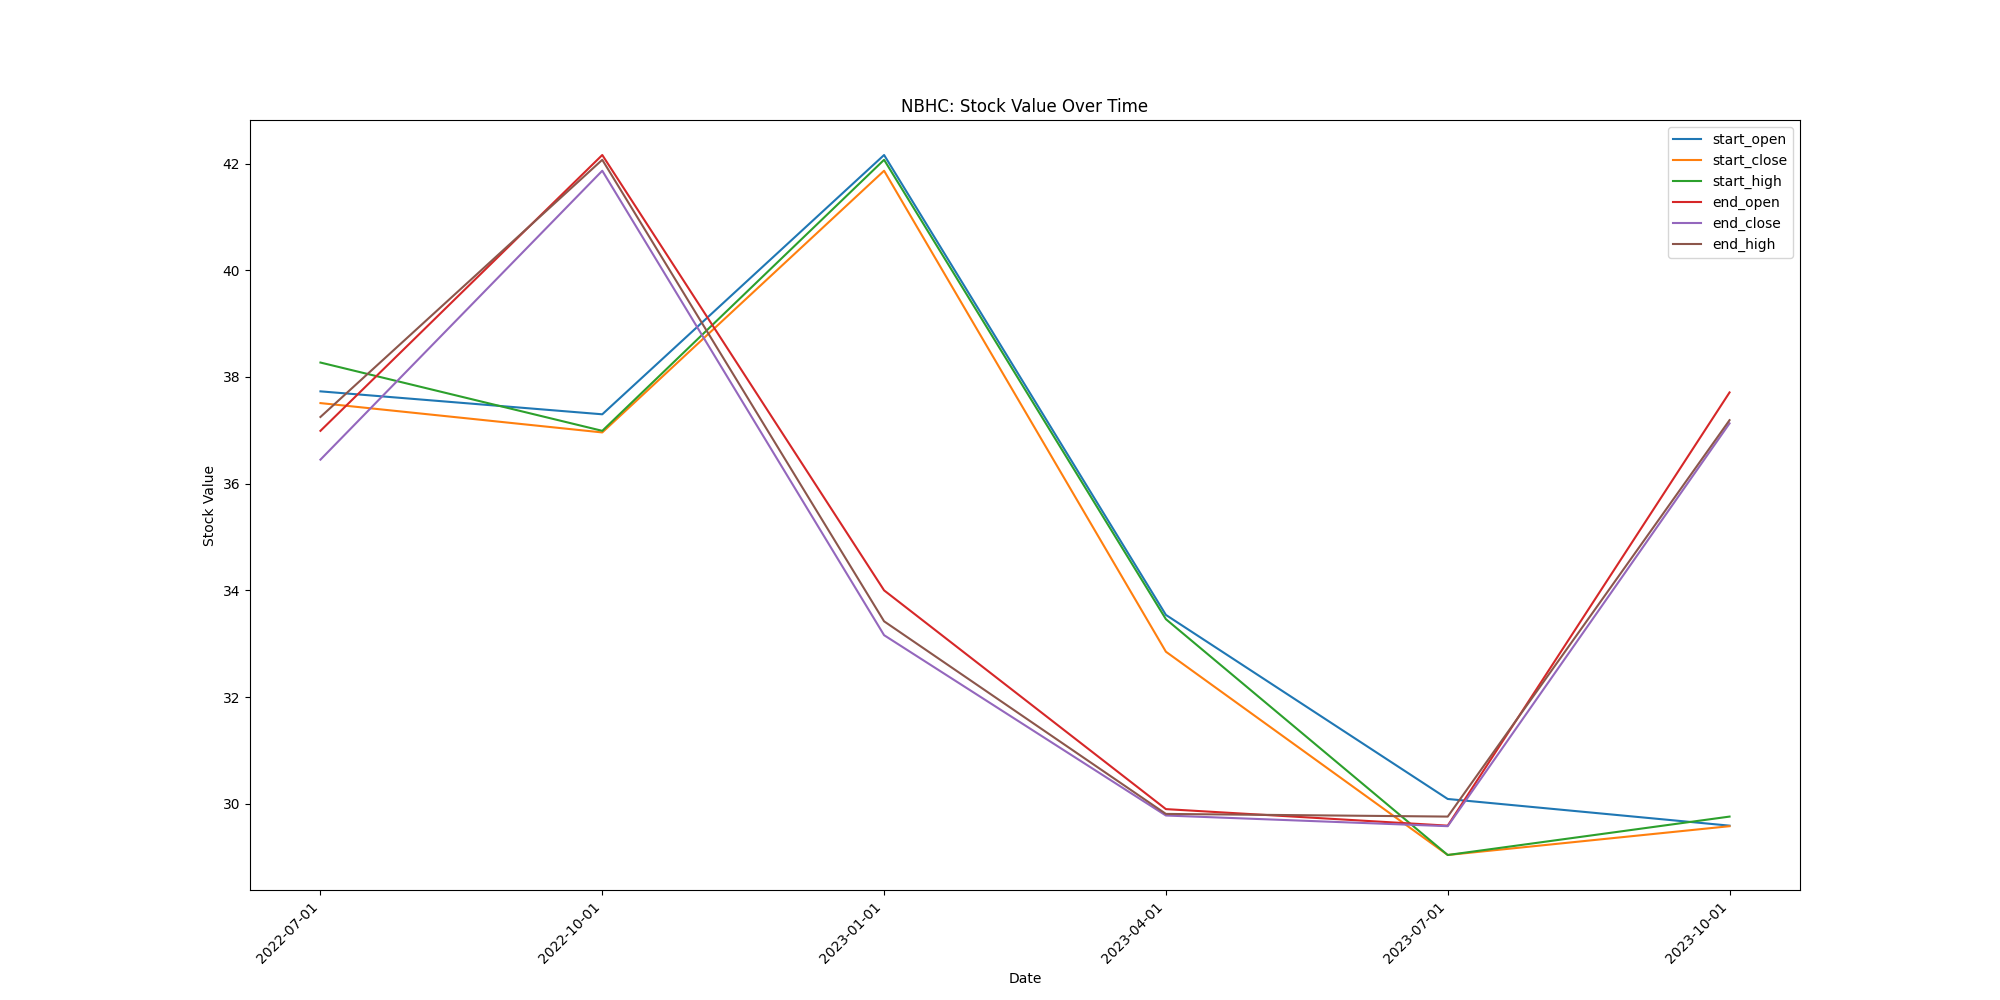 NBHC: Stock Value Over Time
start_open
start_close
start_high
end_open
end_close
end_high
42
40
38
36
34
32
30
Stock Value
2022-07-01
2022-10-01
2023-01-01
2023-04-01
2023-07-01
2023-10-01
Date